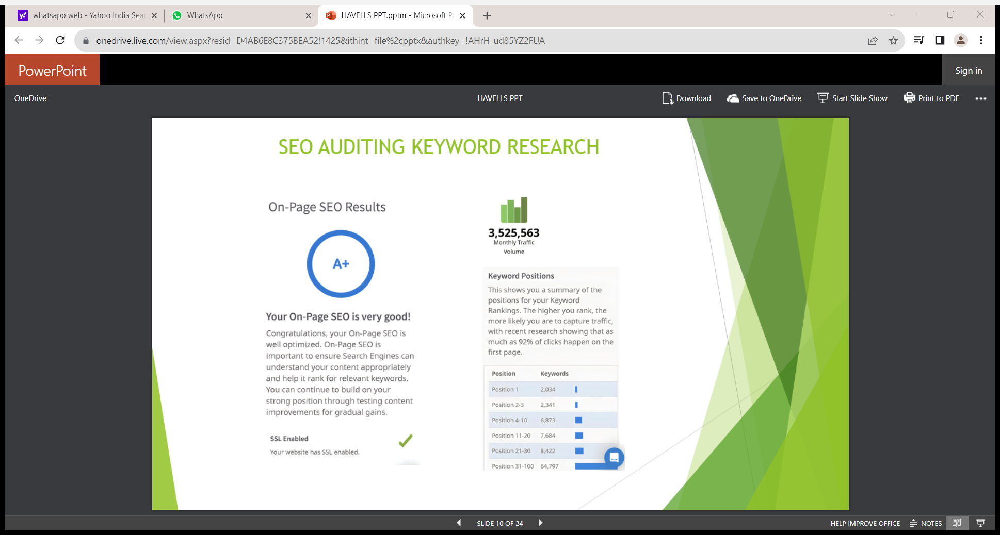 whatsapp web - Yahoo India Sea
WhatsApp
HAVELLS PPT.pptm - Microsoft P
onedrive.live.com/view.aspx?resid=D4AB6E8C375BEA52!1425&ithint=file%2cpptx&authkey=!AHrH_ud85YZ2FUA
PowerPoint
Sign in
OneDrive
HAVELLS PPT
Download
Save to OneDrive
Start Slide Show
Print to PDF
SEO AUDITING KEYWORD RESEARCH
On-Page SEO Results
A+
Your On-Page SEO is very good!
Congratulations, your On-Page SEO is
well optimized. On-Page SEO is
important to ensure Search Engines can
understand your content appropriately
and help it rank for relevant keywords.
You can continue to build on your
strong position through testing content
improvements for gradual gains.
SSL Enabled
Your website has SSL enabled.
3,525,563
Monthly Traffic
Volume
Keyword Positions
This shows you a summary of the
positions for your Keyword
Rankings. The higher you rank, the
more likely you are to capture traffic,
with recent research showing that as
much as 92% of clicks happen on the
first page.
Position Keywords
Position 1 2,034
Position 2-3 2,341
Position 4-10 6,873
Position 11-20 7,684
Position 21-30 8,422
Position 31-100 64,797
SLIDE 10 OF 24
HELP IMPROVE OFFICE
NOTES